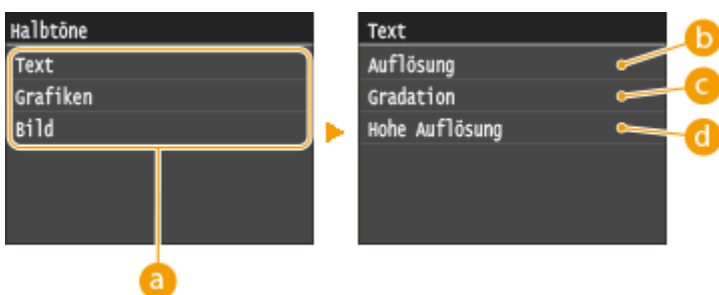 Halbtöne
Text
Grafiken
Bild
a
Text
Auflösung
Gradation
Hohe Auflösung
b
c
d